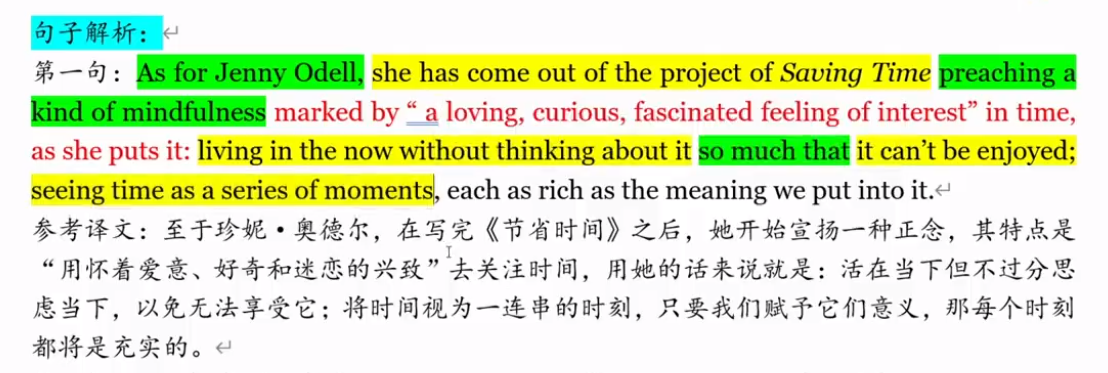 句子解析：
第一句：As for Jenny Odell, she has come out of the project of Saving Time preaching a
kind of mindfulness marked by “ a loving, curious, fascinated feeling of interest” in time,
as she puts it: living in the now without thinking about it so much that it can’t be enjoyed;
seeing time as a series of moments, each as rich as the meaning we put into it.
参考译文：至于珍妮·奥德尔，在写完《节省时间》之后，她开始宣扬一种正念，其特点是
“用怀着爱意、好奇和迷恋的兴致”去关注时间，用她的话来说就是：活在当下但不过分思
虑当下，以免无法享受它；将时间视为一连串的时刻，只要我们赋予它们意义，那每个时刻
都将是充实的。